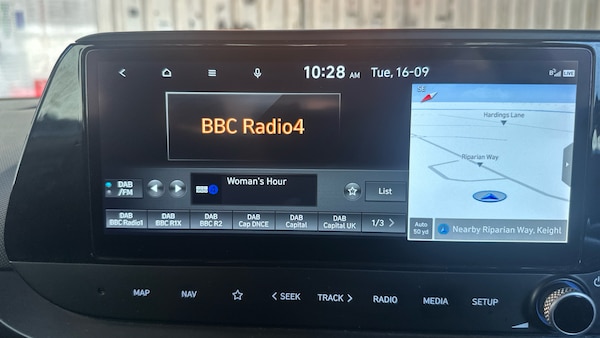 10:28 AM Tue, 16-09
LIVE
SE
BBC Radio4
Hardings Lane
Riparian Way
DAB
/FM
Woman's Hour
List
DAB
BBC Radio1
DAB
BBC R1X
DAB
BBC R2
DAB
Cap DNCE
DAB
Capital
DAB
Capital UK
1/3
Auto
50 yd
Nearby Riparian Way, Keighl
MAP
NAV
SEEK
TRACK
RADIO
MEDIA
SETUP